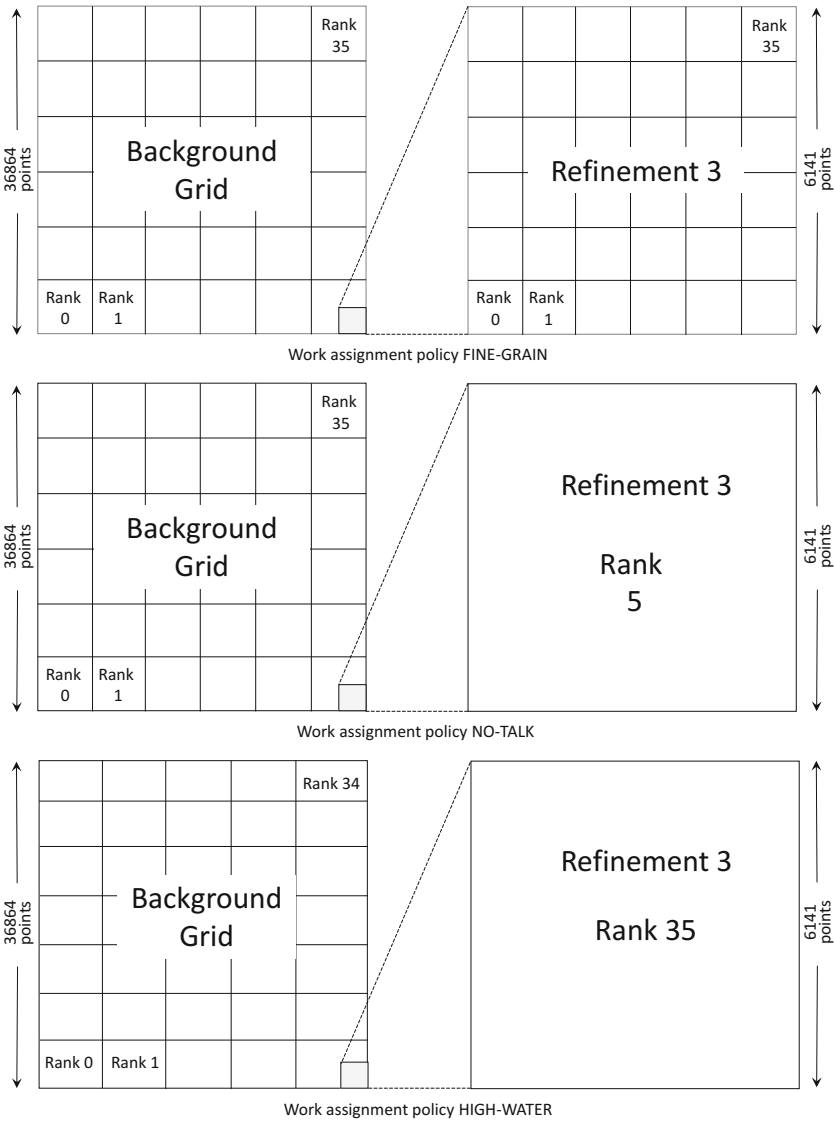 Rank
35
Rank
35
36864
points
Background
Grid
Refinement 3
6141
points
Rank
0
Rank
1
Rank
0
Rank
1
Work assignment policy FINE-GRAIN
Rank
35
36864
points
Background
Grid
Refinement 3
Rank
5
6141
points
Rank
0
Rank
1
Work assignment policy NO-TALK
Rank 34
36864
points
Background
Grid
Refinement 3
Rank 35
6141
points
Rank 0
Rank 1
Work assignment policy HIGH-WATER